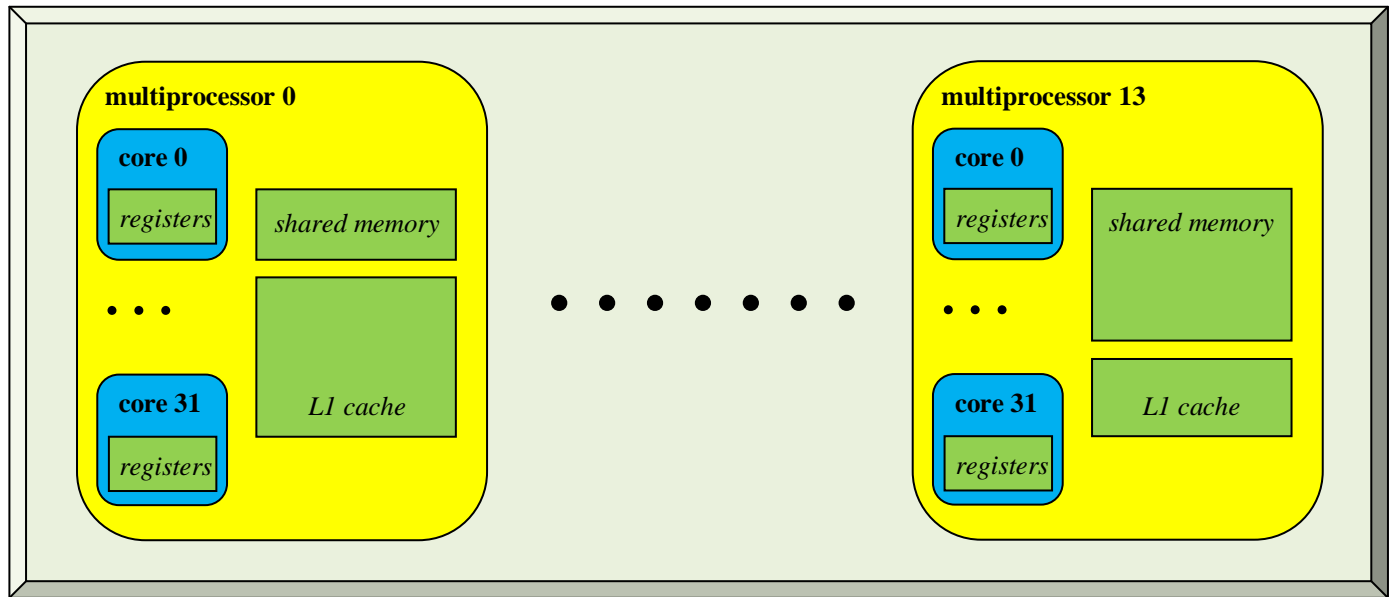 multiprocessor 0
core 0
registers
shared memory
• • •
core 31
registers
L1 cache
• • • • • • •
multiprocessor 13
core 0
registers
shared memory
• • •
core 31
registers
L1 cache